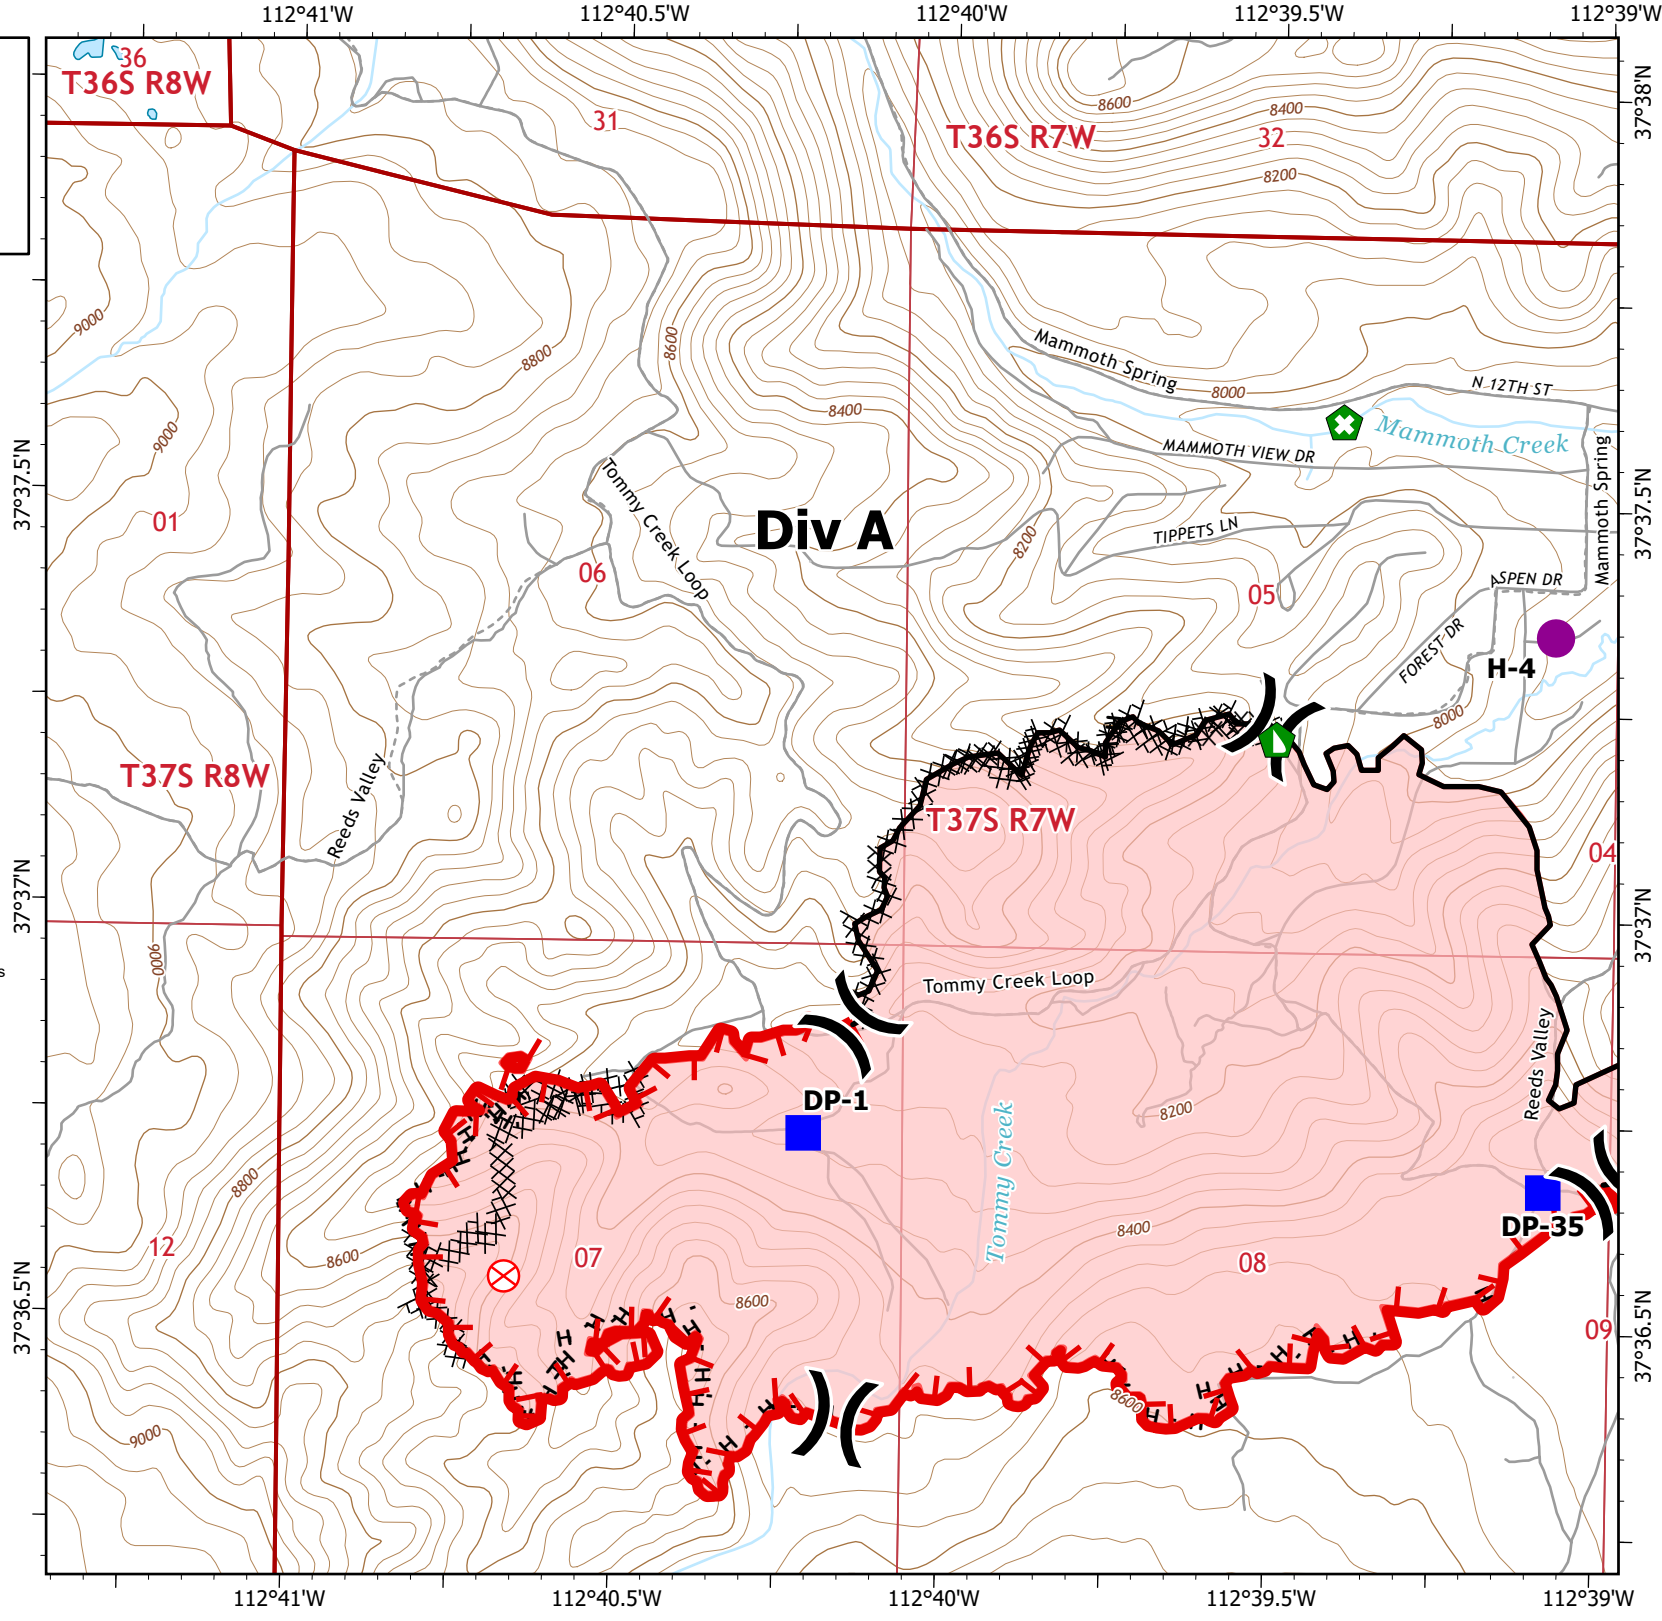 112°41'W
112°40.5'W
112°40'W
112°39.5'W
112°39'W
36
T36S R8W
31
T36S R7W
32
8600
8400
8200
37°38'N
9000
8800
8600
Mammoth Spring
8000
N 12TH ST
Mammoth Creek
8400
9000
MAMMOTH VIEW DR
Mammoth Spring
37°37.5'N
37°37.5'N
Tommy Creek Loop
Div A
01
TIPPETS LN
8200
06
05
ASPEN DR
FOREST DR
H-4
8000
T37S R8W
Reeds Valley
T37S R7W
04
37°37'N
37°37'N
9000
s
Tommy Creek Loop
Reeds Valley
DP-1
8200
Tommy Creek
8800
DP-35
12
8600
07
8400
08
8600
37°36.5'N
37°36.5'N
09
8600
9000
112°41'W
112°40.5'W
112°40'W
112°39.5'W
112°39'W